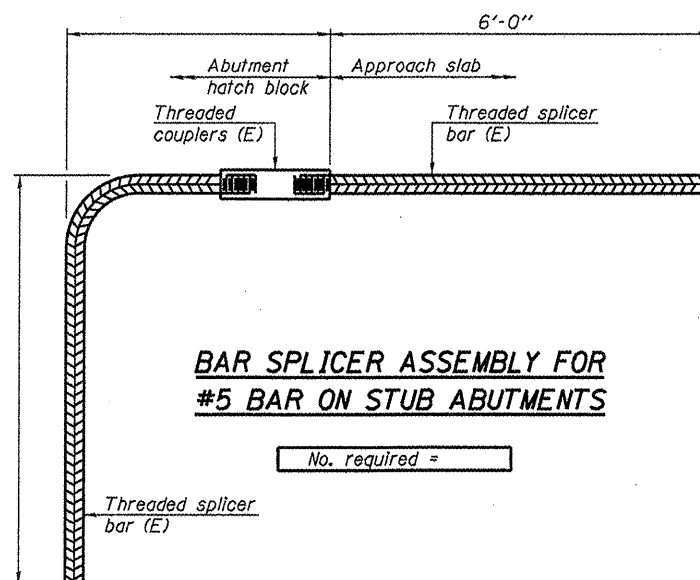 6'-0"
Abutment
hatch block
Approach slab
Threaded
couplers (E)
Threaded splicer
bar (E)
BAR SPLICER ASSEMBLY FOR
#5 BAR ON STUB ABUTMENTS
No. required =
Threaded splicer
bar (E)